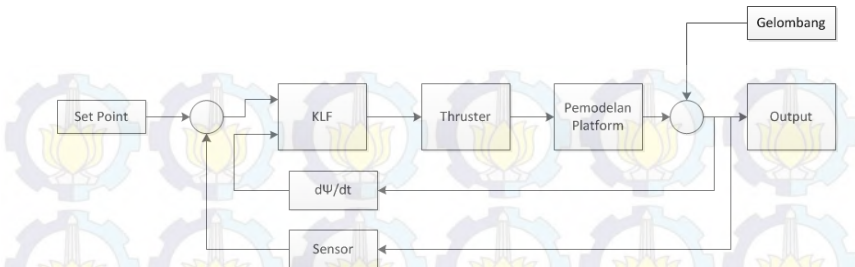 Gelombang
Set Point
KLF
Thruster
Pemodelan
Platform
Output
dΨ/dt
Sensor